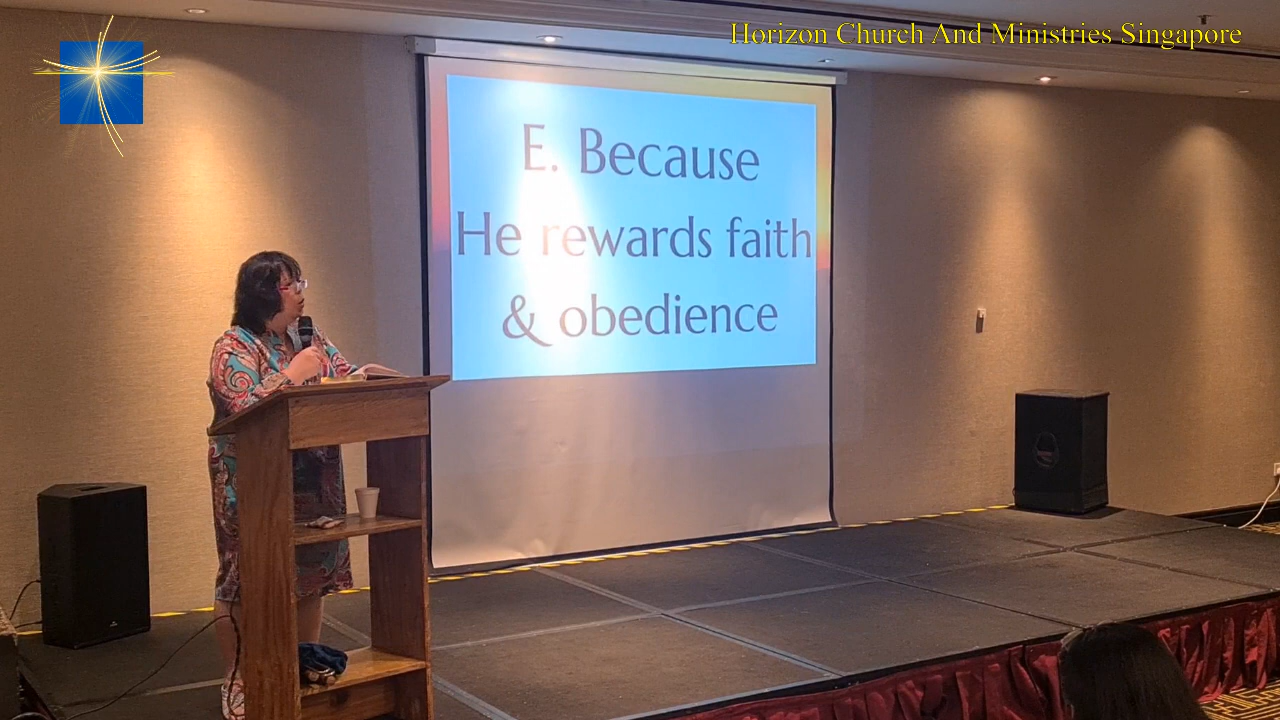 Horizon Church And Ministries Singapore
E. Because
He rewards faith
& obedience